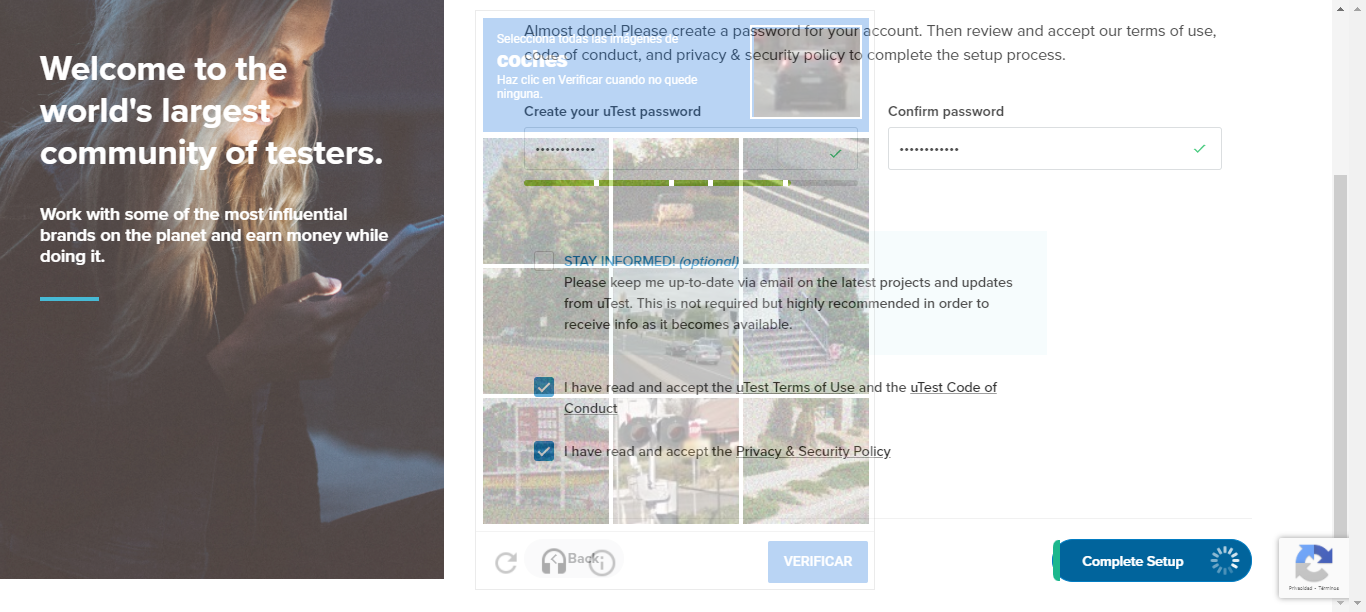 Welcome to the
world's largest
community of testers.
Work with some of the most influential
brands on the planet and earn money while
doing it.
Almost done! Please create a password for your account. Then review and accept our terms of use,
code of conduct, and privacy & security policy to complete the setup process.
Selecciona todas las imágenes de
coches
Haz clic en Verificar cuando no quede
ninguna.
Create your uTest password
Confirm password
••••••••••••
••••••••••••
STAY INFORMED! (optional)
Please keep me up-to-date via email on the latest projects and updates
from uTest. This is not required but highly recommended in order to
receive info as it becomes available.
I have read and accept the uTest Terms of Use and the uTest Code of
Conduct
I have read and accept the Privacy & Security Policy
Back
VERIFICAR
Complete Setup
Privacidad - Términos